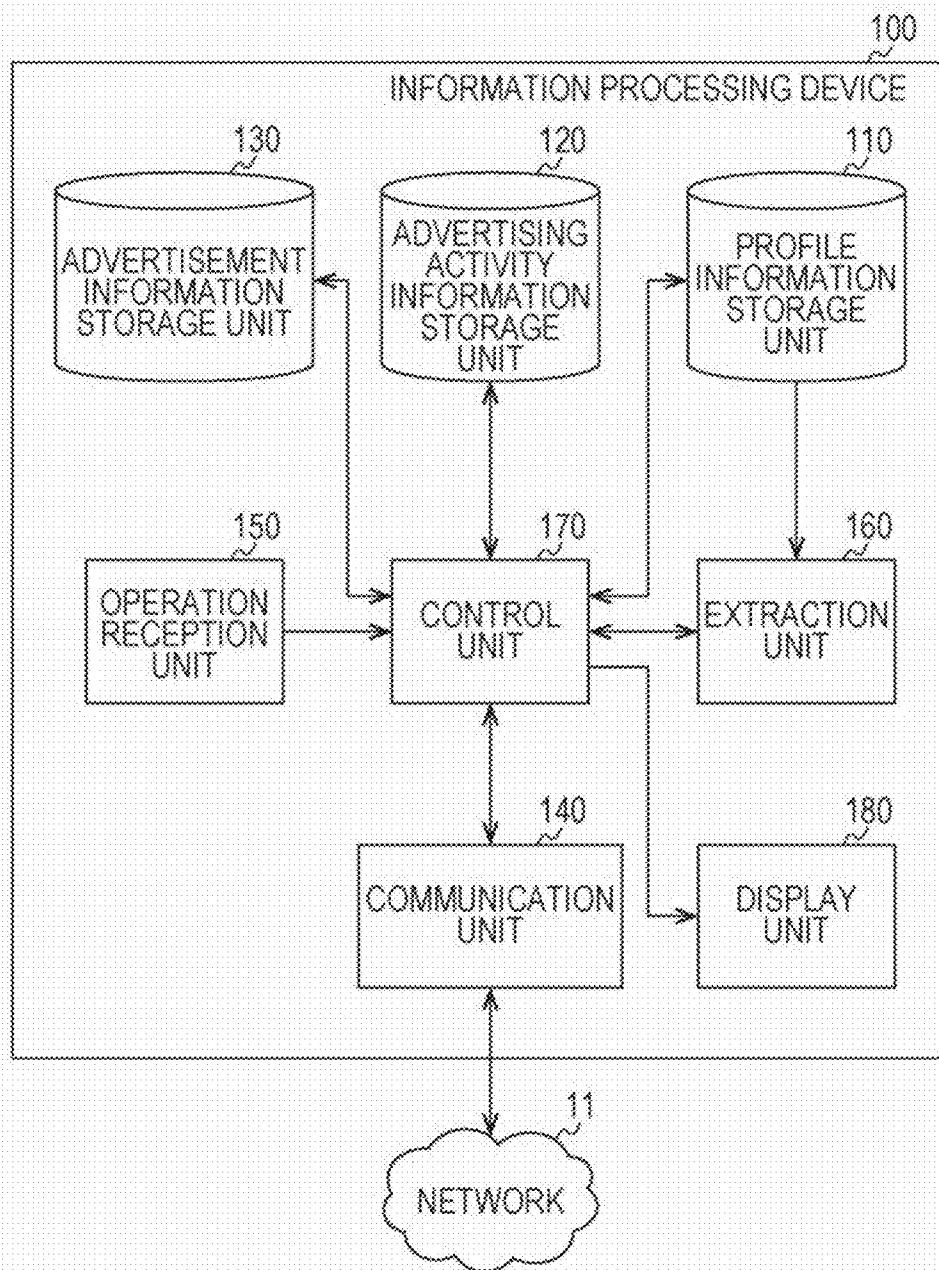 100
INFORMATION PROCESSING DEVICE
130
120
110
ADVERTISEMENT
INFORMATION
STORAGE UNIT
ADVERTISING
ACTIVITY
INFORMATION
STORAGE
UNIT
PROFILE
INFORMATION
STORAGE
UNIT
150
170
160
OPERATION
RECEPTION
UNIT
CONTROL
UNIT
EXTRACTION
UNIT
140
180
COMMUNICATION
UNIT
DISPLAY
UNIT
11
NETWORK